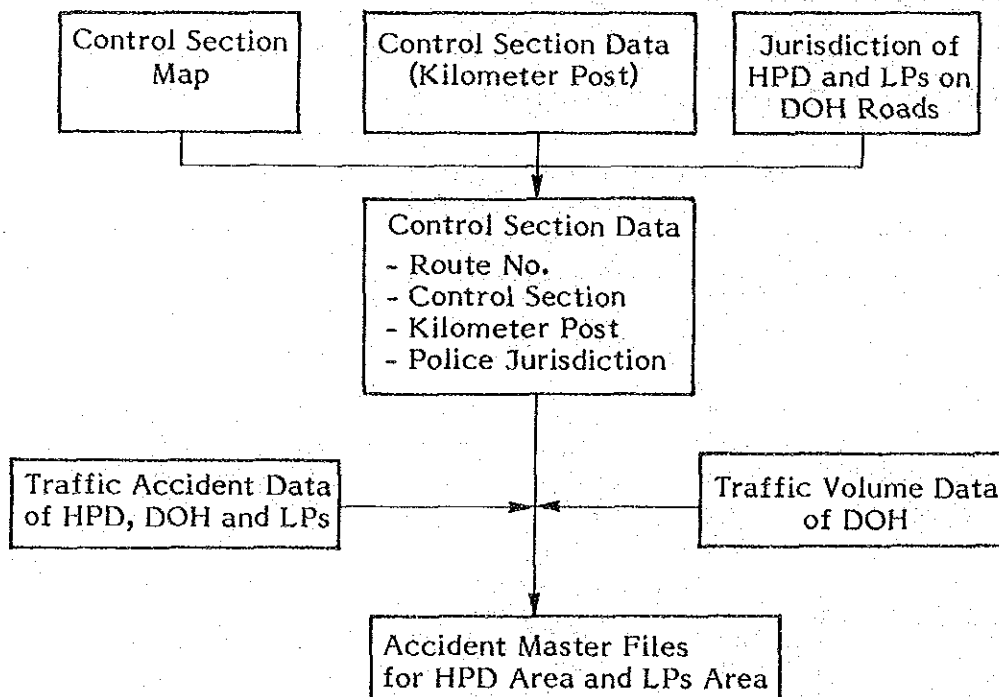 Control Section
Map
Control Section Data
(Kilometer Post)
Jurisdiction of
HPD and LPs on
DOH Roads
Control Section Data
- Route No.
- Control Section
- Kilometer Post
- Police Jurisdiction
Traffic Accident Data
of HPD, DOH and LPs
Traffic Volume Data
of DOH
Accident Master Files
for HPD Area and LPs Area